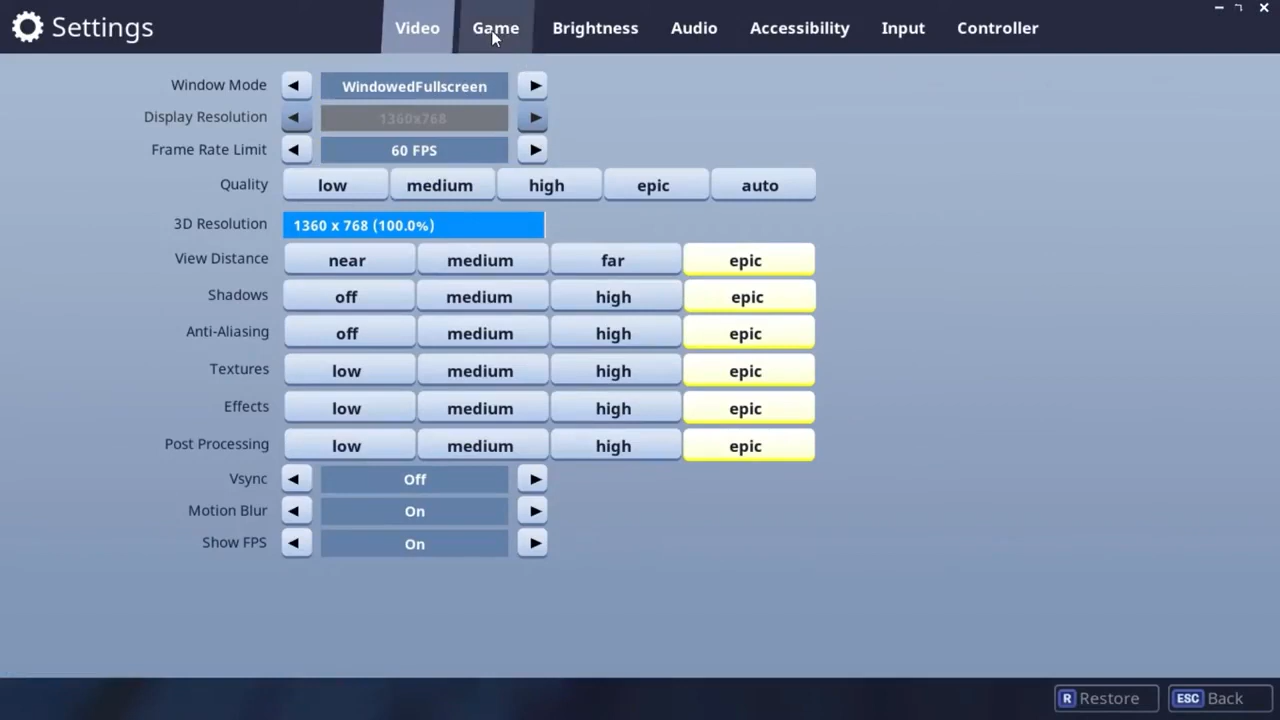 Settings
Video Game Brightness Audio Accessibility Input Controller
Window Mode WindowedFullscreen
Display Resolution 1360x768
Frame Rate Limit 60 FPS
Quality low medium high epic auto
3D Resolution 1360 x 768 (100.0%)
View Distance near medium far epic
Shadows off medium high epic
Anti-Aliasing off medium high epic
Textures low medium high epic
Effects low medium high epic
Post Processing low medium high epic
Vsync Off
Motion Blur On
Show FPS On
R Restore ESC Back